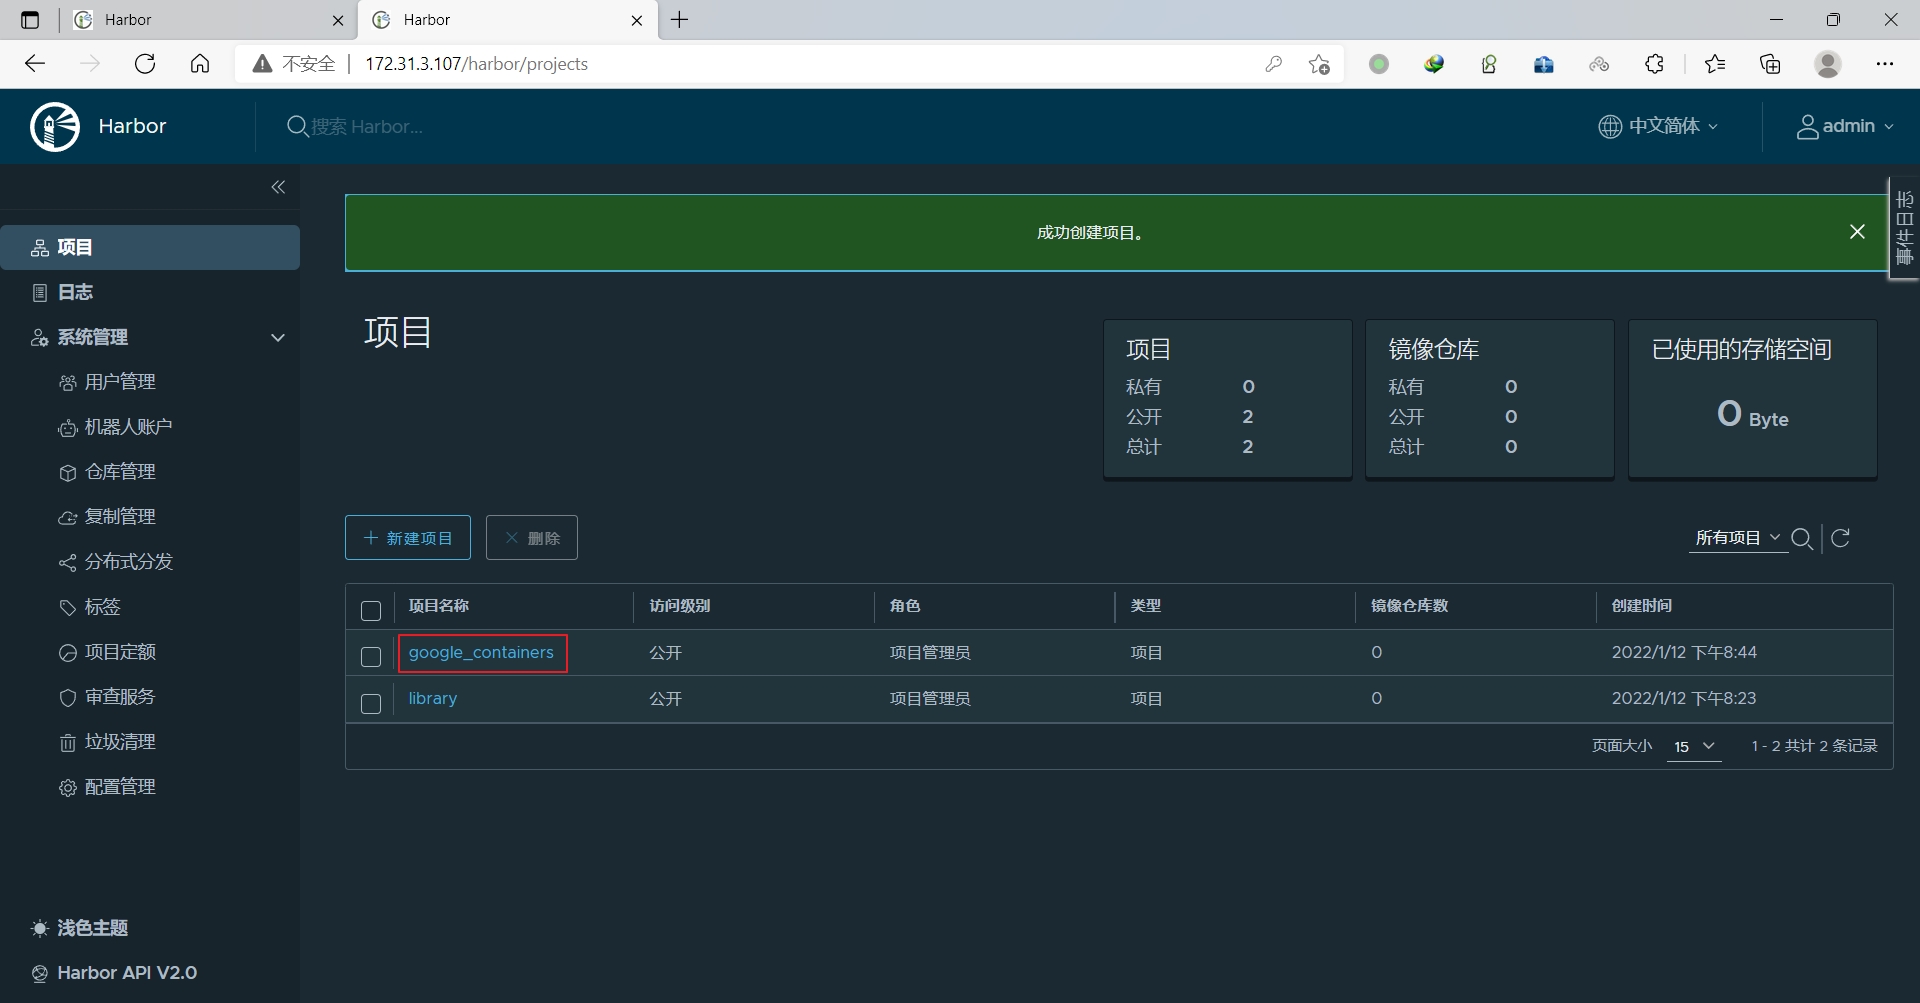 Harbor
Harbor
不安全
172.31.3.107/harbor/projects
Harbor
搜索 Harbor...
中文简体
admin
事件日志
成功创建项目。
项目
日志
系统管理
用户管理
机器人账户
仓库管理
复制管理
分布式分发
标签
项目定额
审查服务
垃圾清理
配置管理
浅色主题
Harbor API V2.0
项目
项目
私有 0
公开 2
总计 2
镜像仓库
私有 0
公开 0
总计 0
已使用的存储空间
0 Byte
新建项目
删除
所有项目
项目名称 访问级别 角色 类型 镜像仓库数 创建时间
google_containers 公开 项目管理员 项目 0 2022/1/12 下午8:44
library 公开 项目管理员 项目 0 2022/1/12 下午8:23
页面大小 15 1 - 2 共计 2 条记录